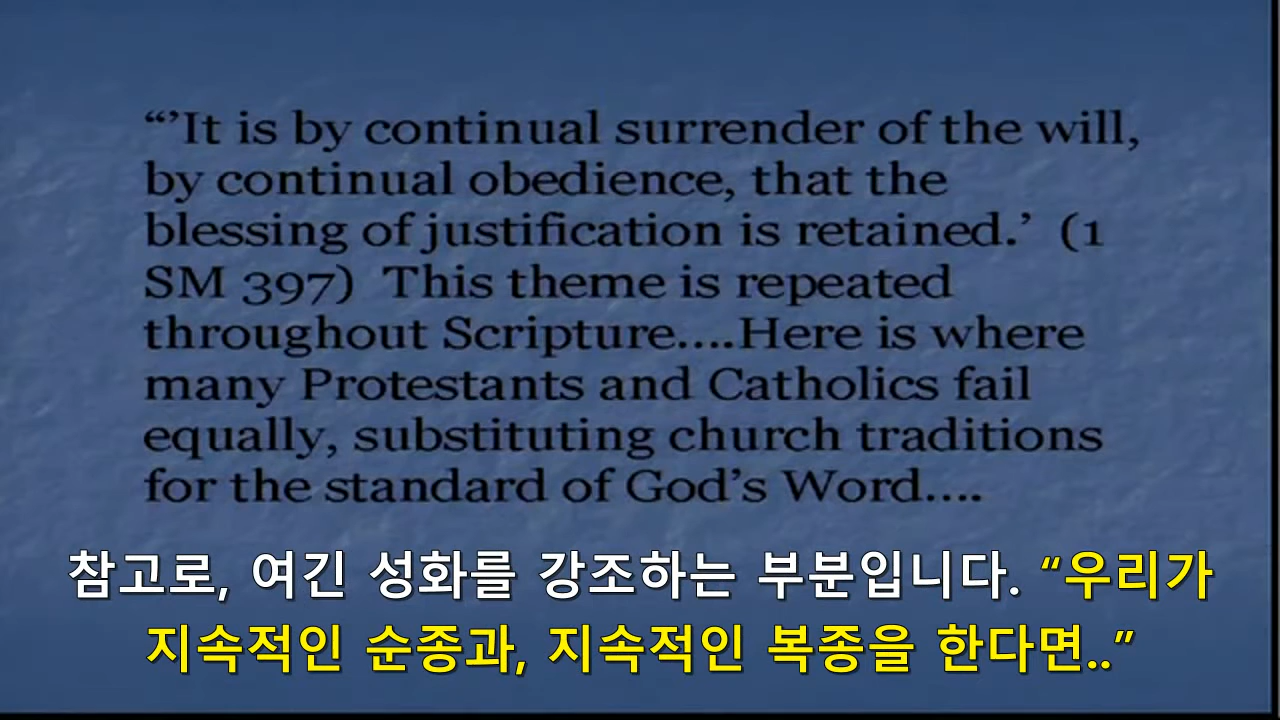 “’It is by continual surrender of the will,
by continual obedience, that the
blessing of justification is retained.’  (1
SM 397)  This theme is repeated
throughout Scripture....Here is where
many Protestants and Catholics fail
equally, substituting church traditions
for the standard of God’s Word....
참고로, 여긴 성화를 강조하는 부분입니다. “우리가
지속적인 순종과, 지속적인 복종을 한다면..”